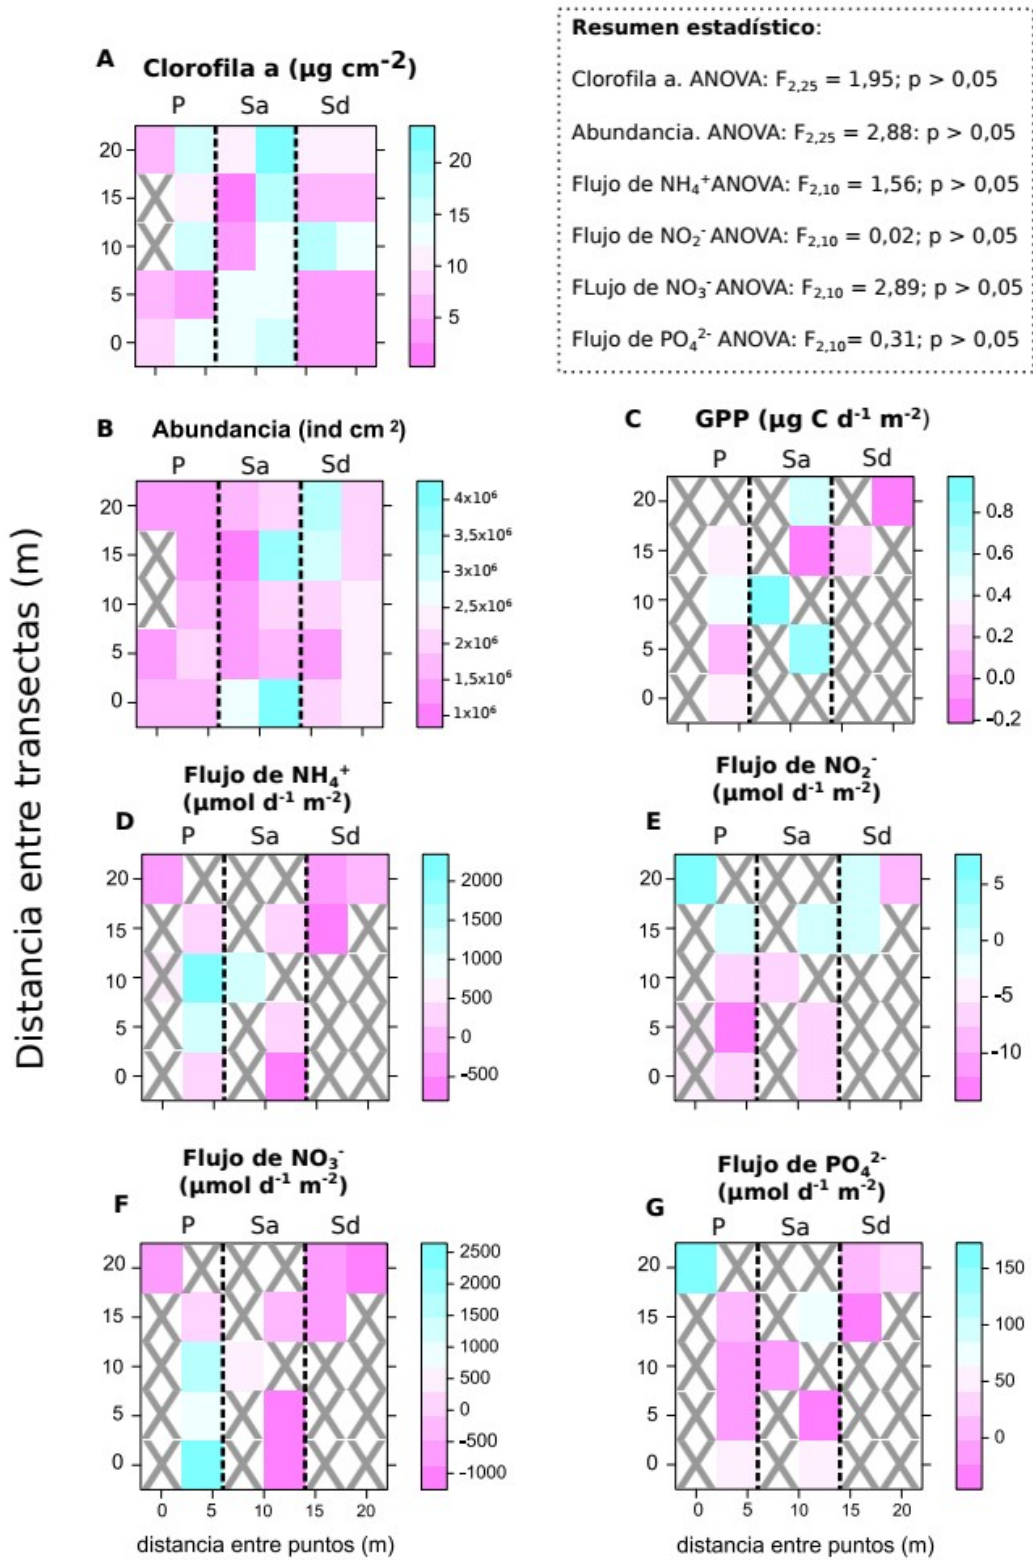 Resumen estadístico:
Clorofila a. ANOVA: F2,25 = 1,95; p > 0,05
Abundancia. ANOVA: F2,25 = 2,88: p > 0,05
Flujo de NH4+ANOVA: F2,10 = 1,56; p > 0,05
Flujo de NO2- ANOVA: F2,10 = 0,02; p > 0,05
FLujo de NO3- ANOVA: F2,10 = 2,89; p > 0,05
Flujo de PO42- ANOVA: F2,10= 0,31; p > 0,05
Distancia entre transectas (m)
A Clorofila a (µg cm-2)
P Sa Sd
20
15
10
5
0
20
15
10
5
B Abundancia (ind cm 2)
P Sa Sd
20
15
10
5
0
4x10⁶
3,5x10⁶
3x10⁶
2,5x10⁶
2x10⁶
1,5x10⁶
1x10⁶
C GPP (µg C d-1 m-2)
P Sa Sd
20
15
10
5
0
0.8
0.6
0.4
0.2
0.0
-0.2
Flujo de NH4+
(µmol d-1 m-2)
D
P Sa Sd
20
15
10
5
0
2000
1500
1000
500
0
-500
Flujo de NO2-
(µmol d-1 m-2)
E
P Sa Sd
20
15
10
5
0
5
0
-5
-10
Flujo de NO3-
(µmol d-1 m-2)
F
P Sa Sd
20
15
10
5
0
2500
2000
1500
1000
500
0
-500
-1000
0 5 10 15 20
distancia entre puntos (m)
Flujo de PO42-
(µmol d-1 m-2)
G
P Sa Sd
20
15
10
5
0
150
100
50
0
0 5 10 15 20
distancia entre puntos (m)